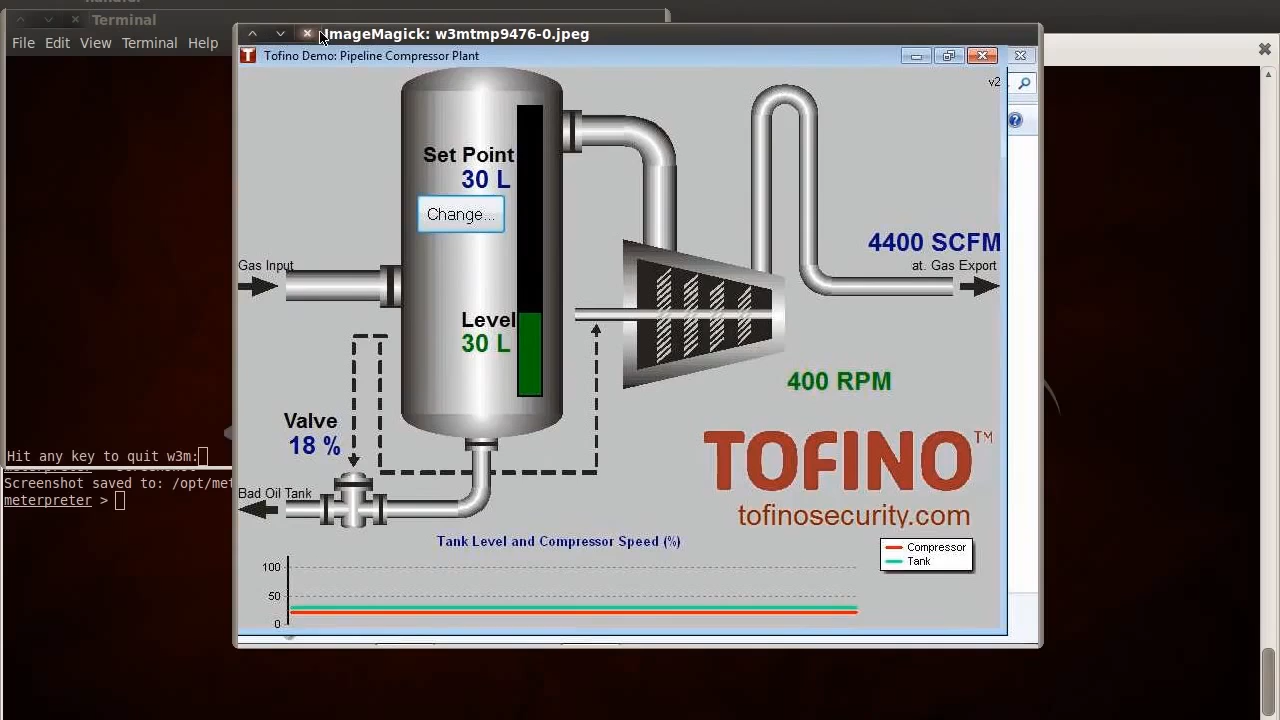 Terminal
File Edit View Terminal Help
ImageMagick: w3mtmp9476-0.jpeg
T Tofino Demo: Pipeline Compressor Plant
v2
Set Point
30 L
Change...
4400 SCFM
Gas Input
at. Gas Export
Level
30 L
400 RPM
Valve
18 %
TOFINO™
tofinosecurity.com
Hit any key to quit w3m:
Screenshot saved to: /opt/met
meterpreter >
Bad Oil Tank
Tank Level and Compressor Speed (%)
Compressor
Tank
100
50
0